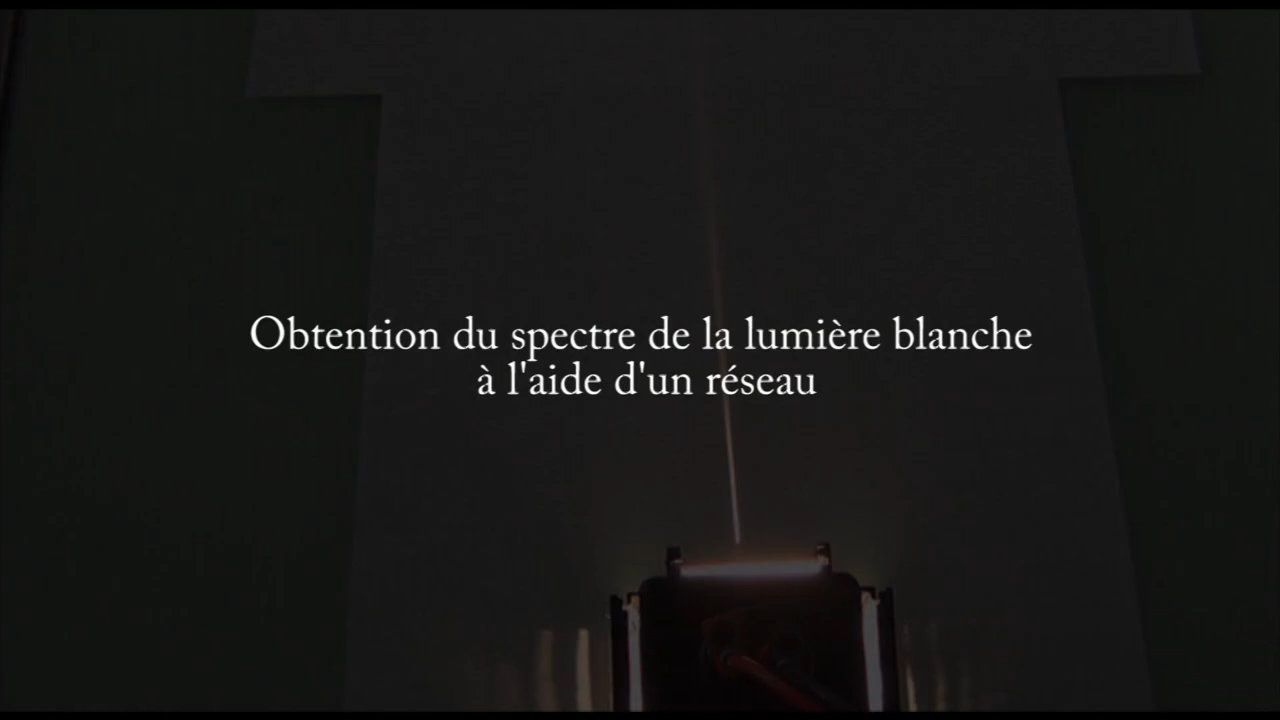 Obtention du spectre de la lumière blanche
à l'aide d'un réseau